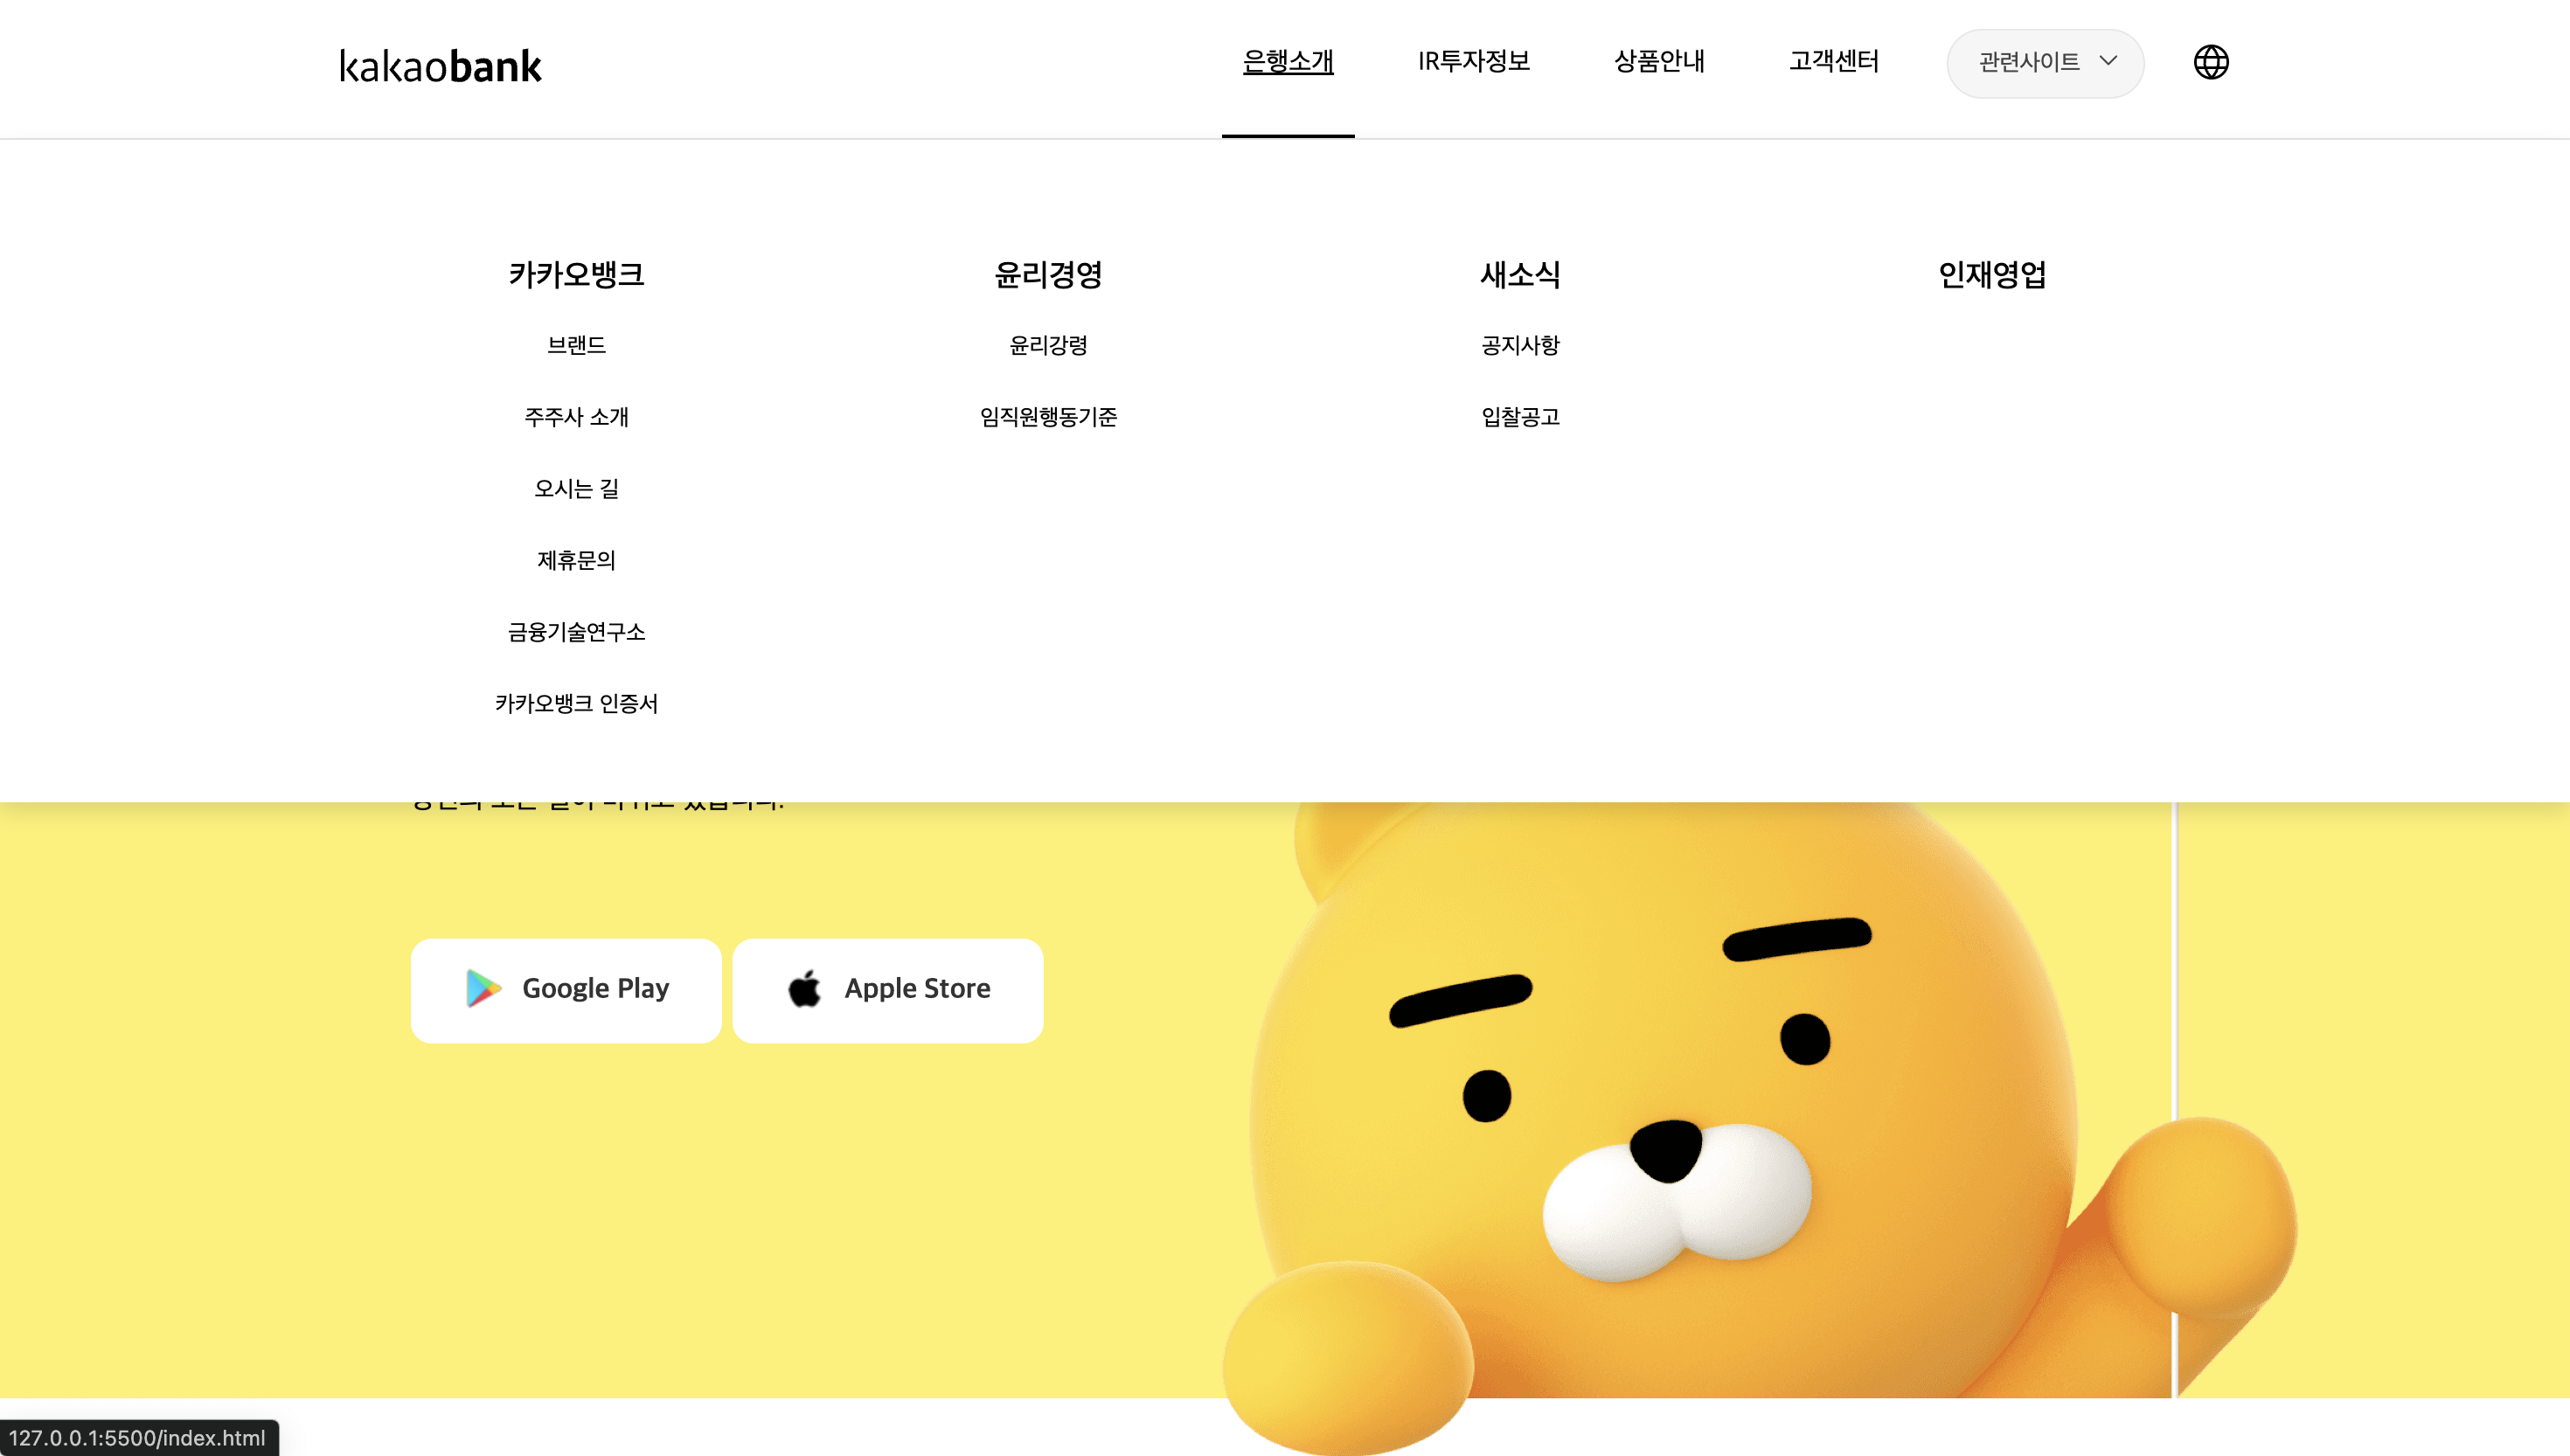 kakaobank
은행소개 IR투자정보 상품안내 고객센터 관련사이트
카카오뱅크 윤리경영 새소식 인재영업
브랜드 윤리강령 공지사항
주주사 소개 임직원행동기준 입찰공고
오시는 길
제휴문의
금융기술연구소
카카오뱅크 인증서
Google Play Apple Store
127.0.0.1:5500/index.html